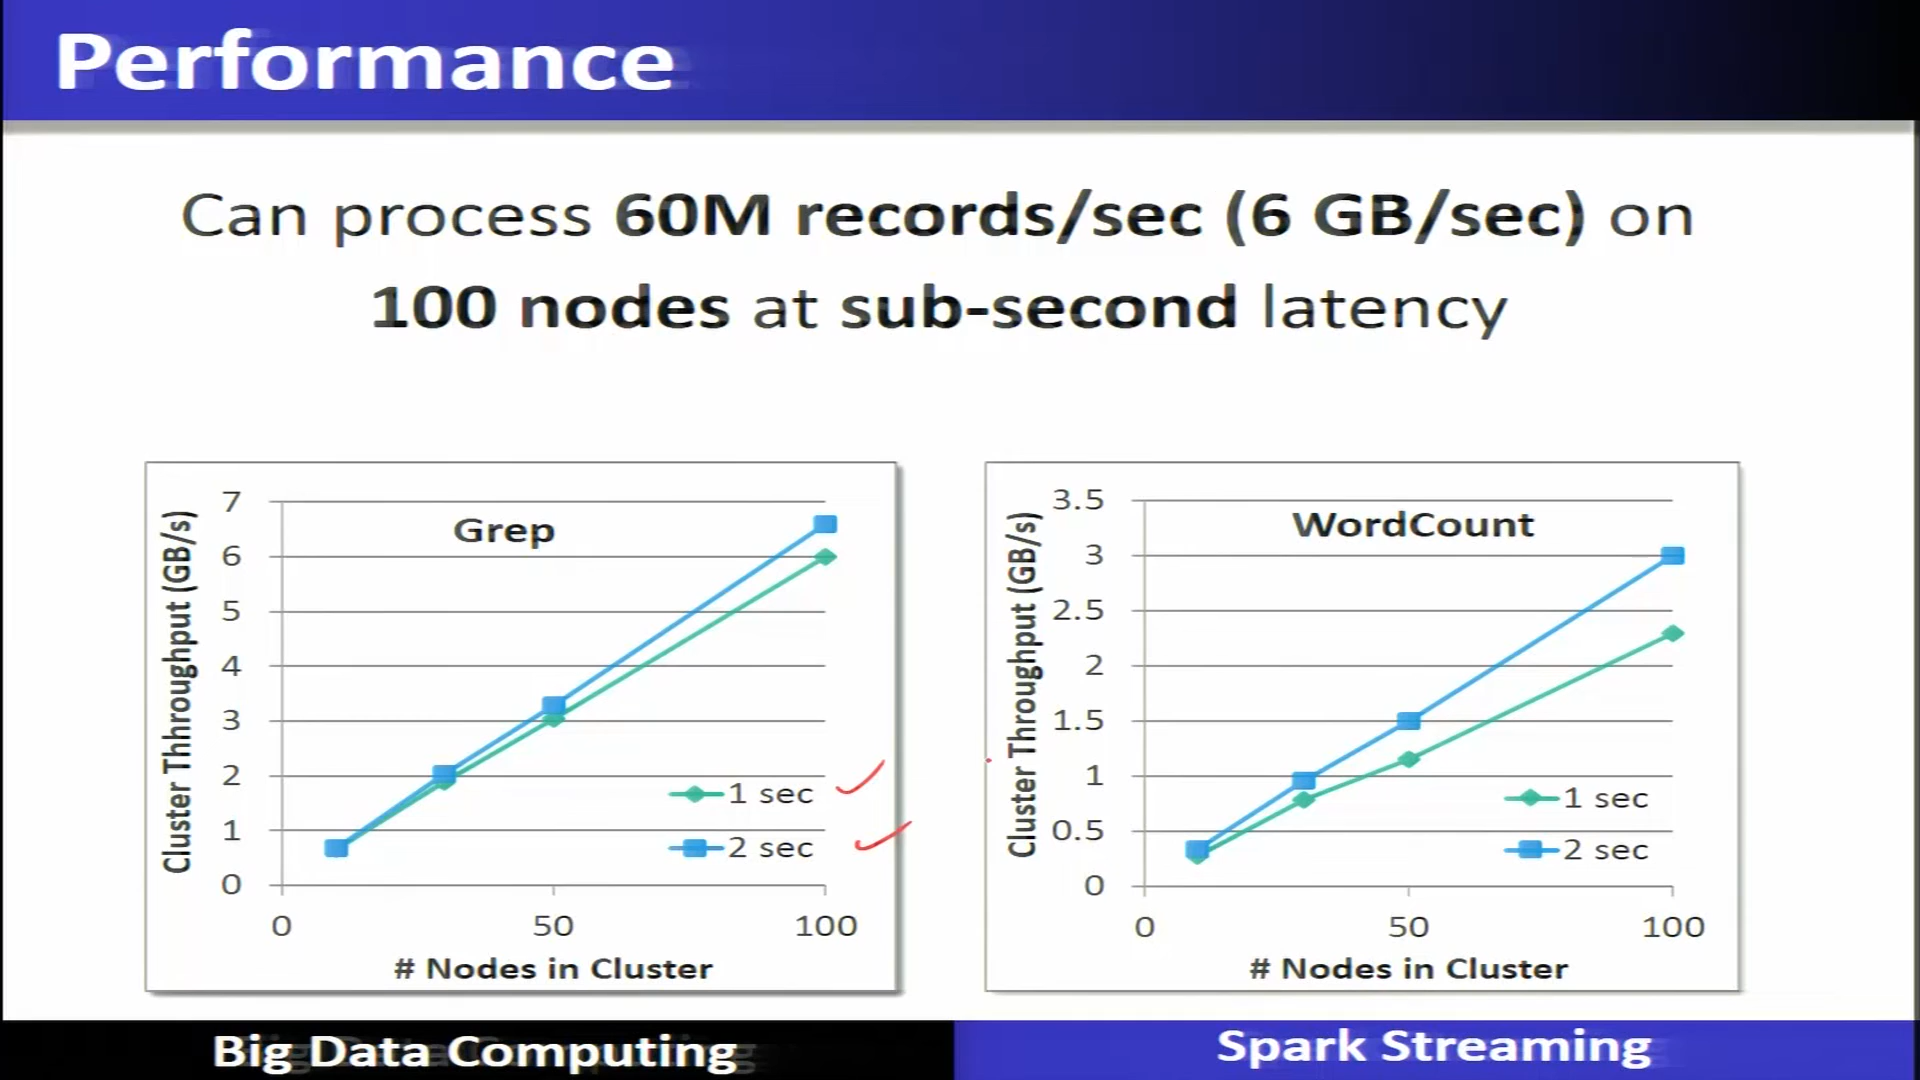 Performance
Can process 60M records/sec (6 GB/sec) on
100 nodes at sub-second latency
Cluster Thhroughput (GB/s)
Grep
7
6
5
4
3
2
1
0
1 sec
2 sec
0 50 100
# Nodes in Cluster
Cluster Throughput (GB/s)
WordCount
3.5
3
2.5
2
1.5
1
0.5
0
1 sec
2 sec
0 50 100
# Nodes in Cluster
Big Data Computing
Spark Streaming